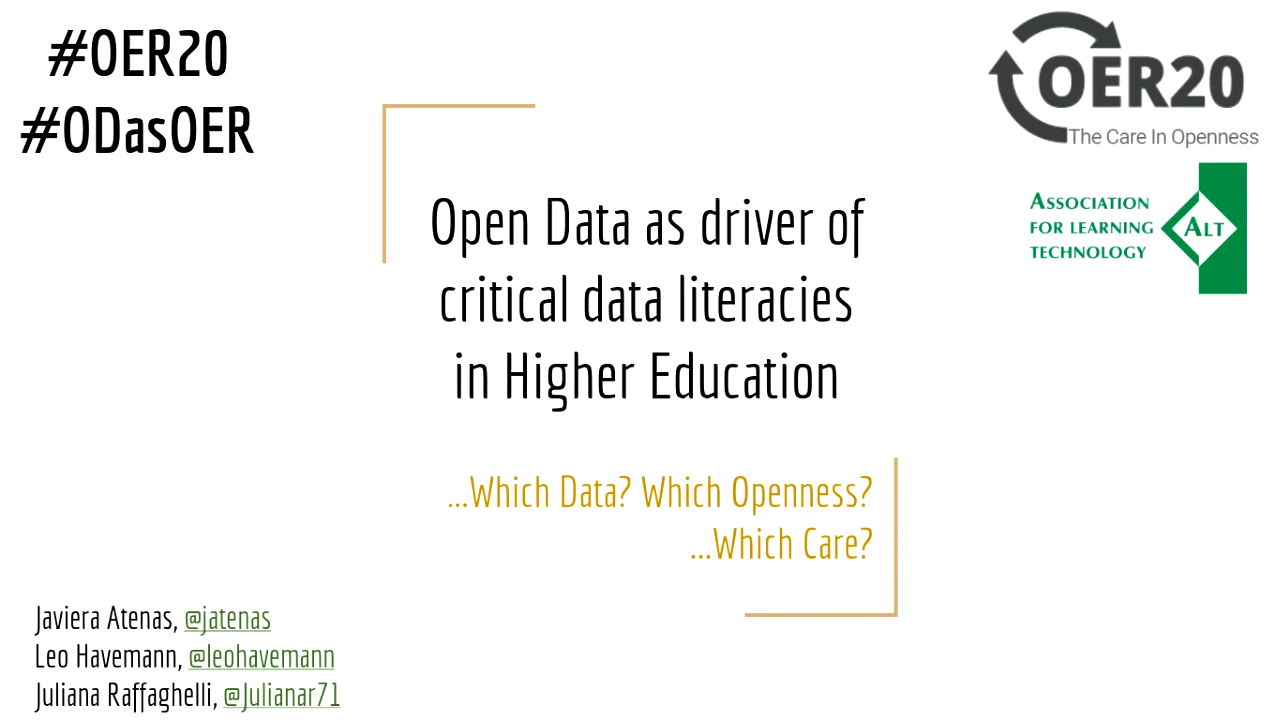 #OER20
#ODasOER
OER20
The Care In Openness
ASSOCIATION
FOR LEARNING
TECHNOLOGY
ALT
Open Data as driver of
critical data literacies
in Higher Education
...Which Data? Which Openness?
...Which Care?
Javiera Atenas, @jatenas
Leo Havemann, @leohavemann
Juliana Raffaghelli, @Julianar71